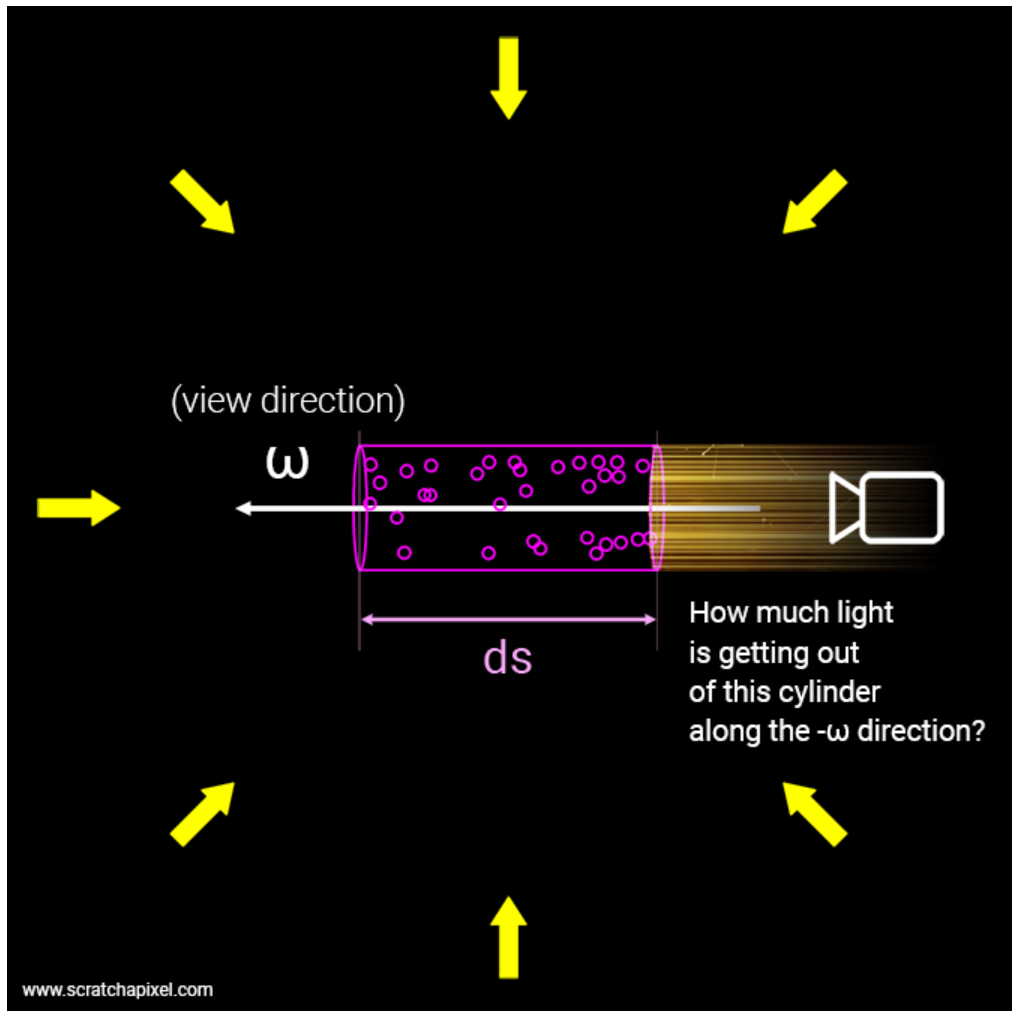 (view direction)
ω
ds
How much light
is getting out
of this cylinder
along the -ω direction?
www.scratchapixel.com